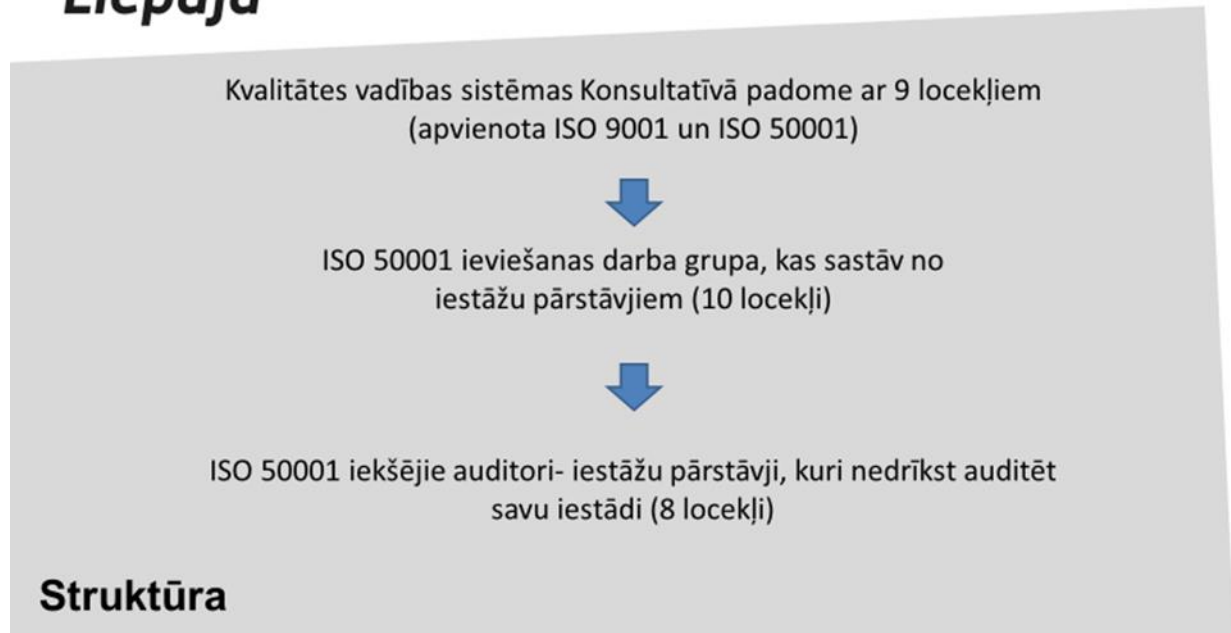 Liepāja
Kvalitātes vadības sistēmas Konsultatīvā padome ar 9 locekļiem
(apvienota ISO 9001 un ISO 50001)
ISO 50001 ieviešanas darba grupa, kas sastāv no
iestāžu pārstāvjiem (10 locekļi)
ISO 50001 iekšējie auditori- iestāžu pārstāvji, kuri nedrīkst auditēt
savu iestādi (8 locekļi)
Struktūra